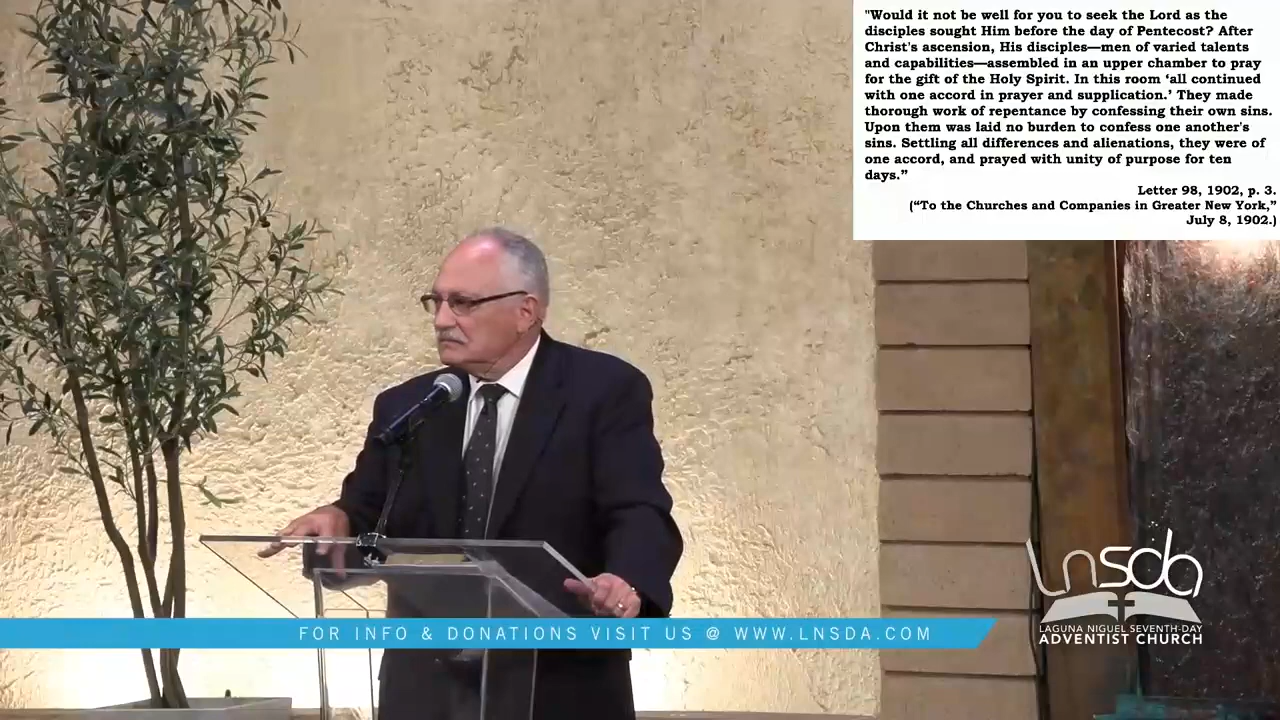 "Would it not be well for you to seek the Lord as the
disciples sought Him before the day of Pentecost? After
Christ's ascension, His disciples—men of varied talents
and capabilities—assembled in an upper chamber to pray
for the gift of the Holy Spirit. In this room ‘all continued
with one accord in prayer and supplication.’ They made
thorough work of repentance by confessing their own sins.
Upon them was laid no burden to confess one another's
sins. Settling all differences and alienations, they were of
one accord, and prayed with unity of purpose for ten
days.”
Letter 98, 1902, p. 3.
(“To the Churches and Companies in Greater New York,”
July 8, 1902.)
lnsda
LAGUNA NIGUEL SEVENTH-DAY
ADVENTIST CHURCH
FOR INFO & DONATIONS VISIT US @ WWW.LNSDA.COM